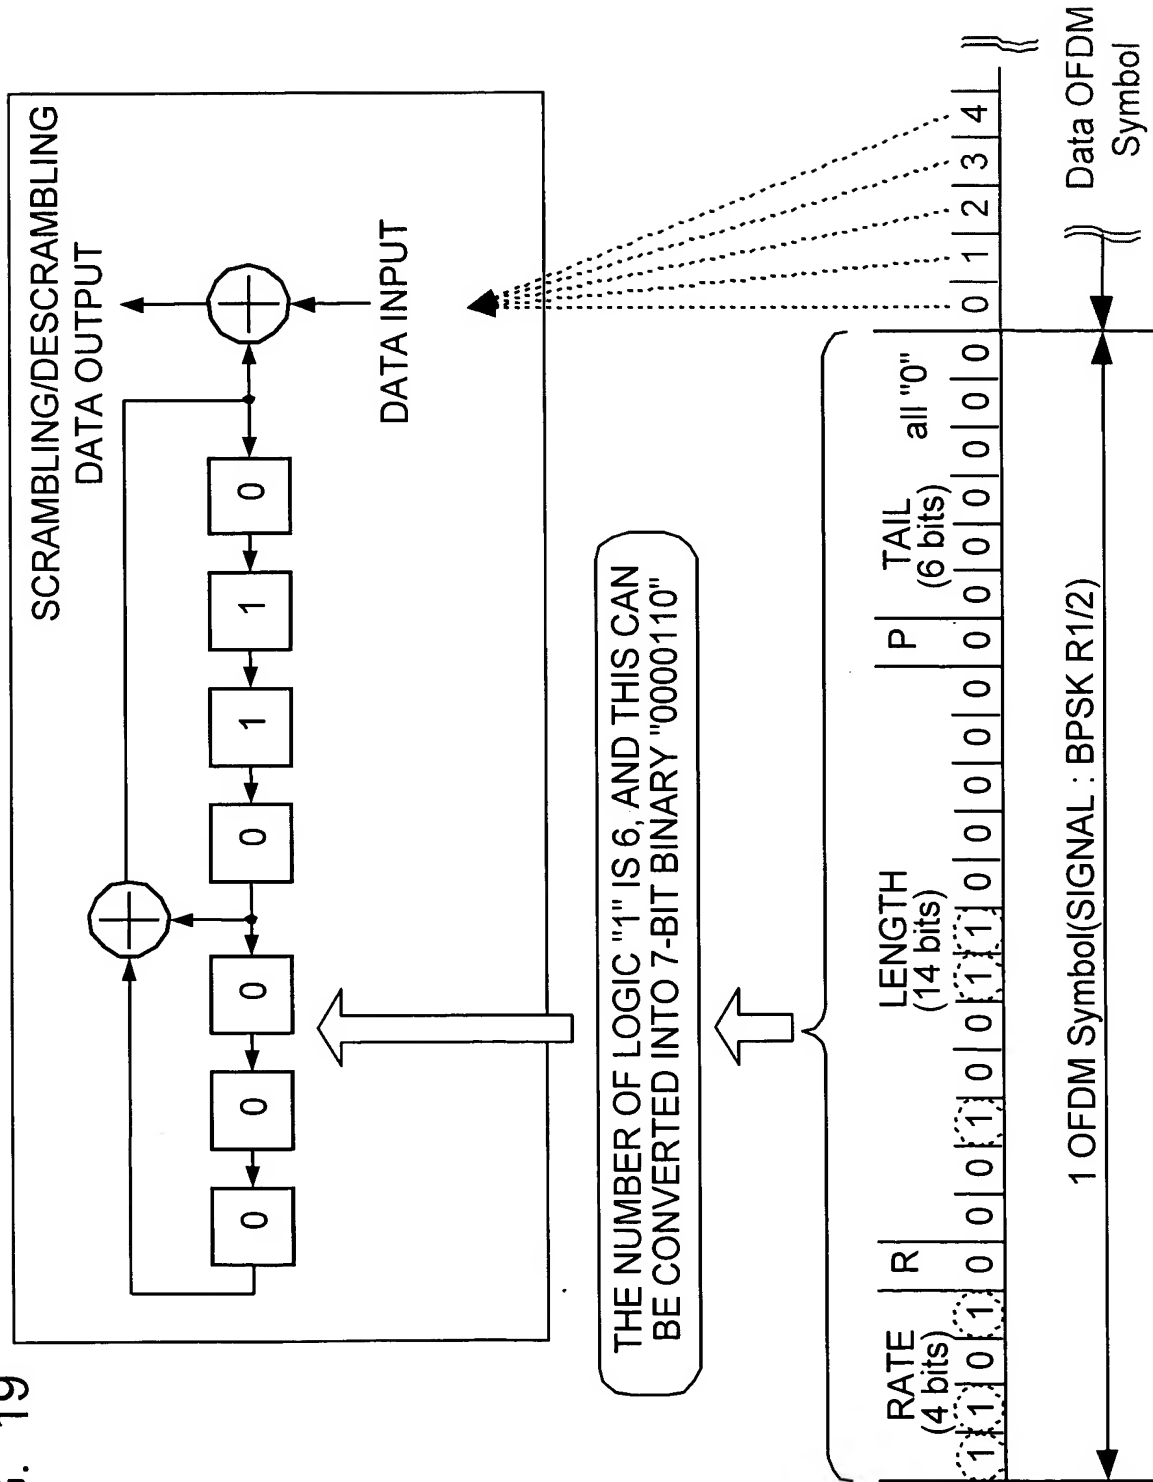 19
SCRAMBLING/DESCRAMBLING
DATA OUTPUT
0 0 0 0 1 1 0
DATA INPUT
THE NUMBER OF LOGIC "1" IS 6, AND THIS CAN
BE CONVERTED INTO 7-BIT BINARY "0000110"
RATE
(4 bits)
R
LENGTH
(14 bits)
P
TAIL
(6 bits)
all "0"
1 1 0 1 0 0 0 1 0 0 1 1 0 0 0 0 0 0 0 0 0 0 0 0 0 1 2 3 4
1 OFDM Symbol(SIGNAL : BPSK R1/2)
Data OFDM
Symbol